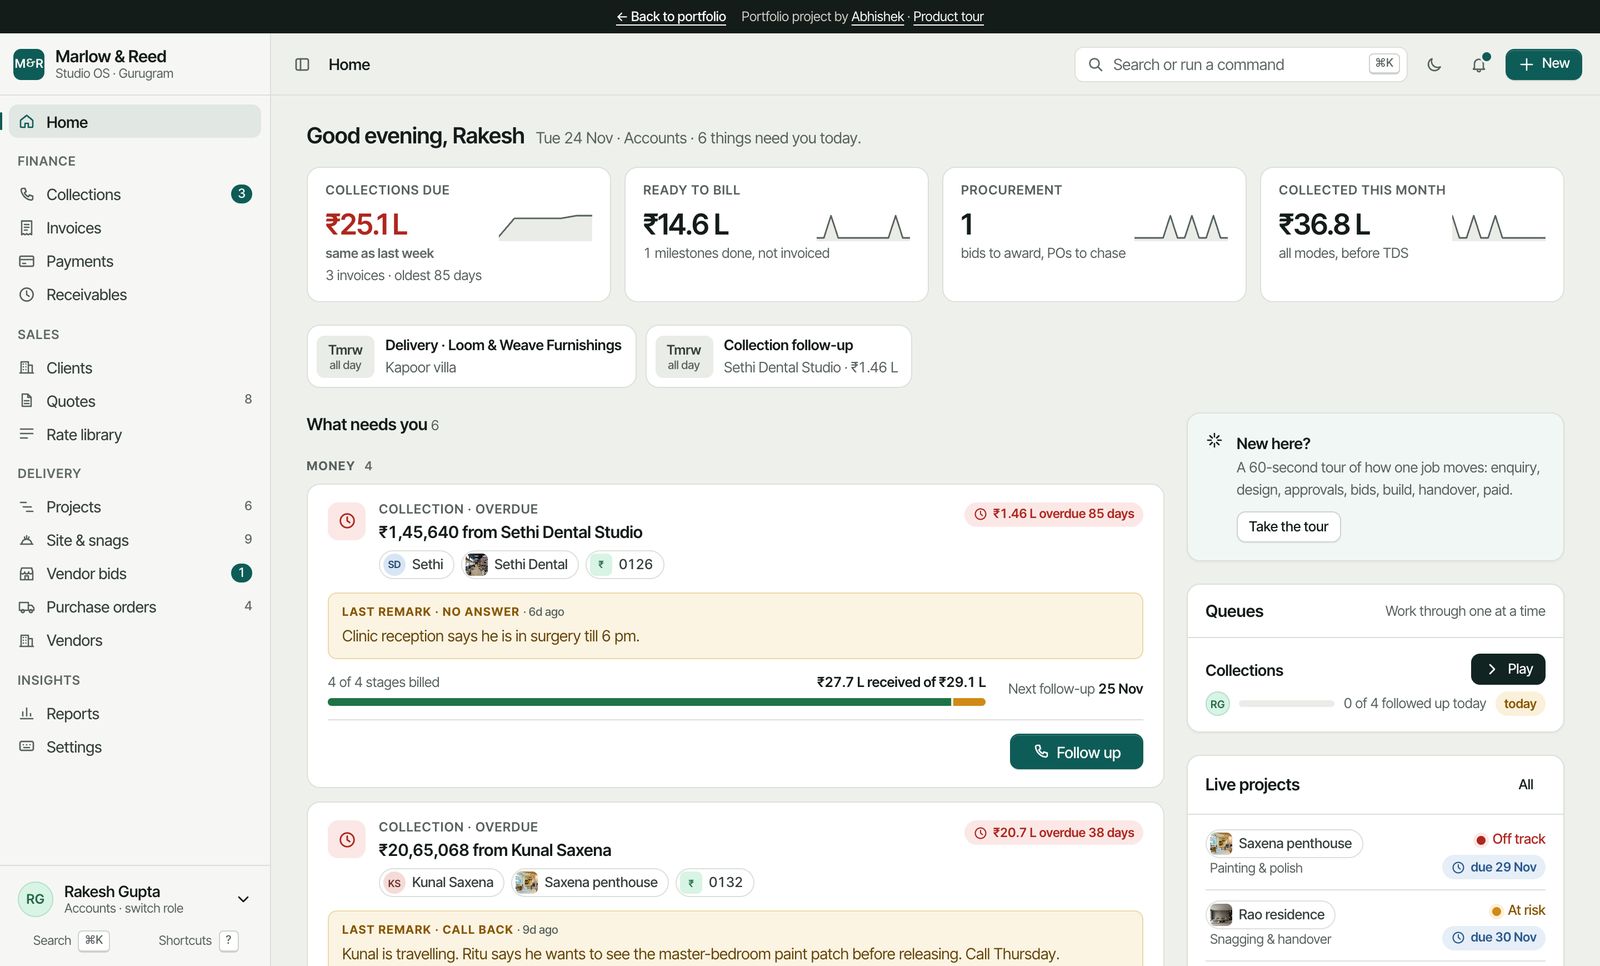 ← Back to portfolio Portfolio project by Abhishek · Product tour
M&R
Marlow & Reed
Studio OS · Gurugram
Home
Search or run a command ⌘K
New
Home
FINANCE
Collections 3
Invoices
Payments
Receivables
SALES
Clients
Quotes 8
Rate library
DELIVERY
Projects 6
Site & snags 9
Vendor bids 1
Purchase orders 4
Vendors
INSIGHTS
Reports
Settings
RG
Rakesh Gupta
Accounts · switch role
Search ⌘K Shortcuts ?
Good evening, Rakesh Tue 24 Nov · Accounts · 6 things need you today.
COLLECTIONS DUE
₹25.1 L
same as last week
3 invoices · oldest 85 days
READY TO BILL
₹14.6 L
1 milestones done, not invoiced
PROCUREMENT
1
bids to award, POs to chase
COLLECTED THIS MONTH
₹36.8 L
all modes, before TDS
Tmrw
all day
Delivery · Loom & Weave Furnishings
Kapoor villa
Tmrw
all day
Collection follow-up
Sethi Dental Studio · ₹1.46 L
What needs you 6
MONEY 4
COLLECTION · OVERDUE
₹1,45,640 from Sethi Dental Studio
₹1.46 L overdue 85 days
SD Sethi Sethi Dental ₹ 0126
LAST REMARK · NO ANSWER · 6d ago
Clinic reception says he is in surgery till 6 pm.
4 of 4 stages billed ₹27.7 L received of ₹29.1 L
Next follow-up 25 Nov
Follow up
COLLECTION · OVERDUE
₹20,65,068 from Kunal Saxena
₹20.7 L overdue 38 days
KS Kunal Saxena Saxena penthouse ₹ 0132
LAST REMARK · CALL BACK · 9d ago
Kunal is travelling. Ritu says he wants to see the master-bedroom paint patch before releasing. Call Thursday.
New here?
A 60-second tour of how one job moves: enquiry,
design, approvals, bids, build, handover, paid.
Take the tour
Queues Work through one at a time
Collections Play
RG 0 of 4 followed up today today
Live projects All
Saxena penthouse Off track
Painting & polish due 29 Nov
Rao residence At risk
Snagging & handover due 30 Nov